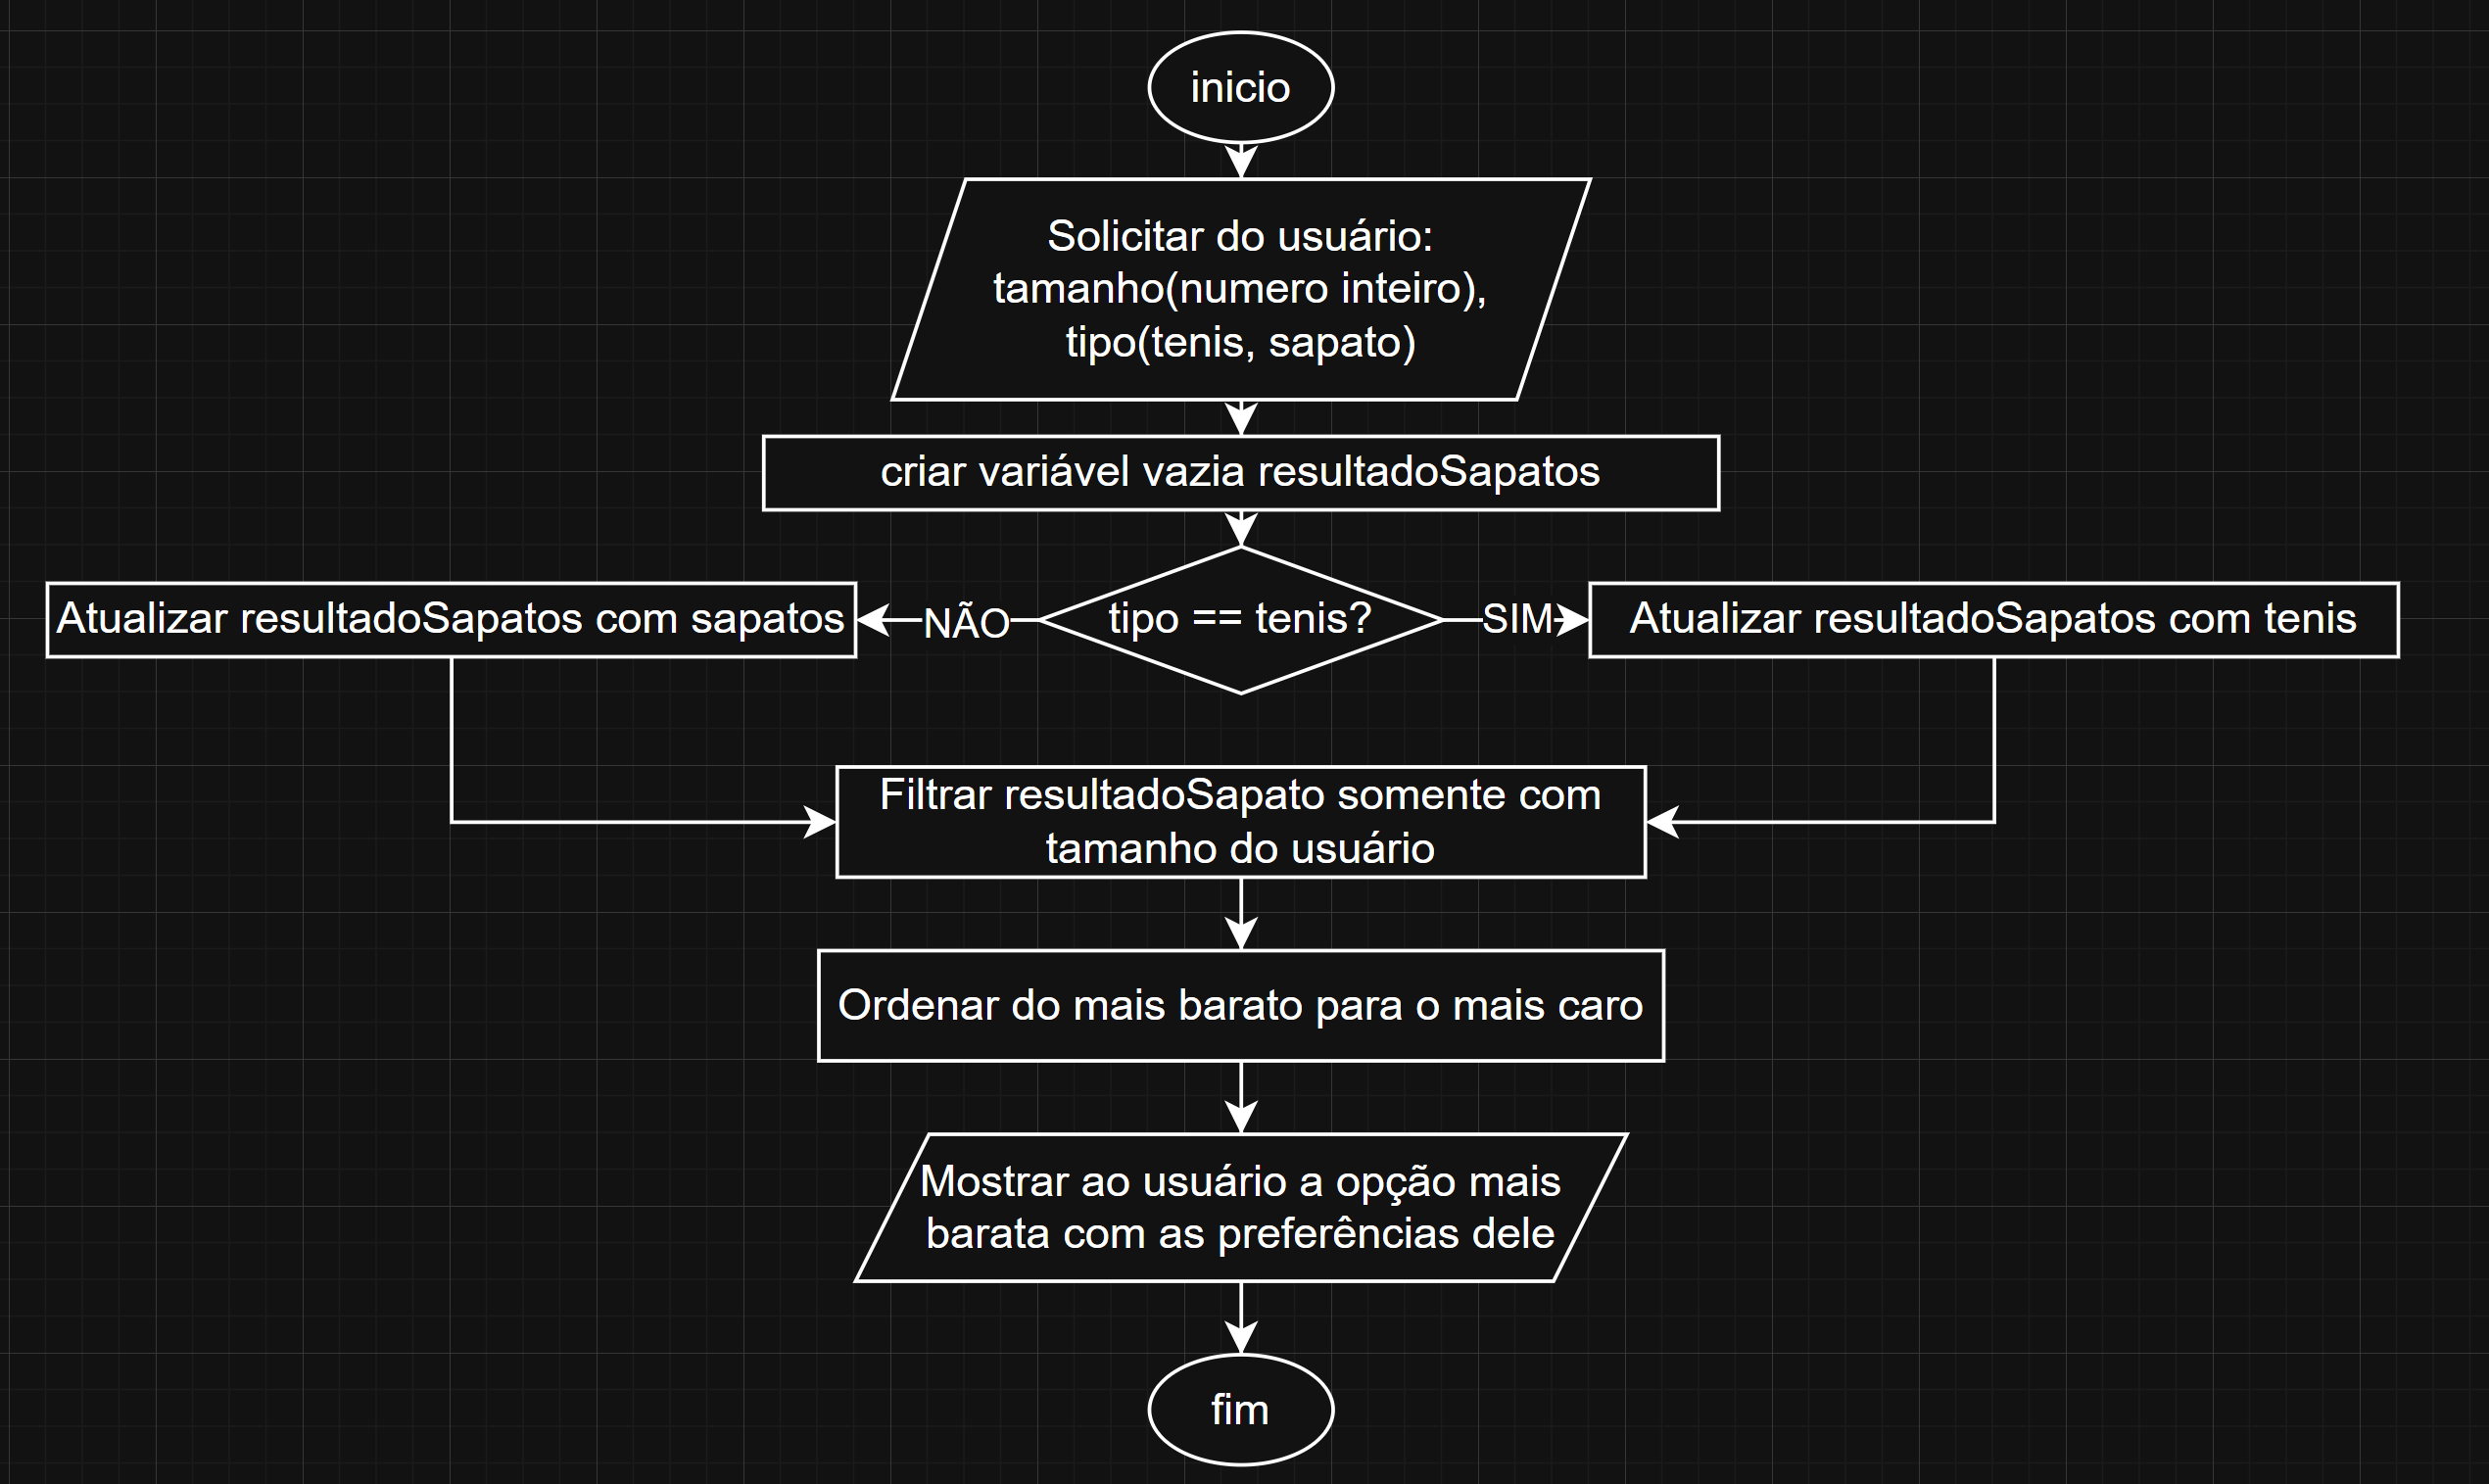 inicio
Solicitar do usuário:
tamanho(numero inteiro),
tipo(tenis, sapato)
criar variável vazia resultadoSapatos
Atualizar resultadoSapatos com sapatos
NÃO
tipo == tenis?
SIM
Atualizar resultadoSapatos com tenis
Filtrar resultadoSapato somente com
tamanho do usuário
Ordenar do mais barato para o mais caro
Mostrar ao usuário a opção mais
barata com as preferências dele
fim